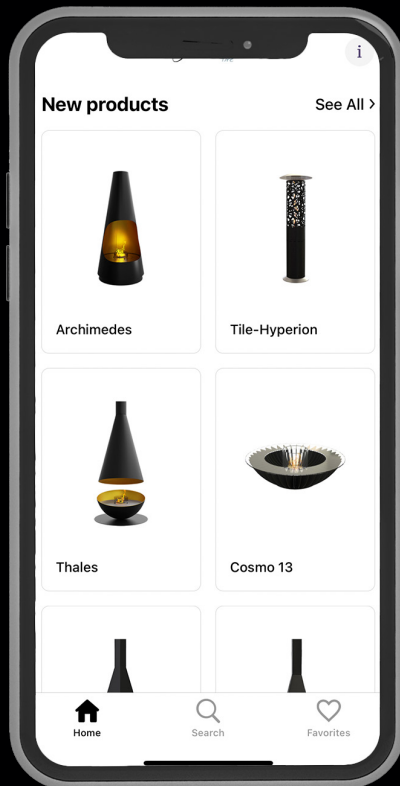 i
New products
See All >
Archimedes
Tile-Hyperion
Thales
Cosmo 13
Home
Search
Favorites